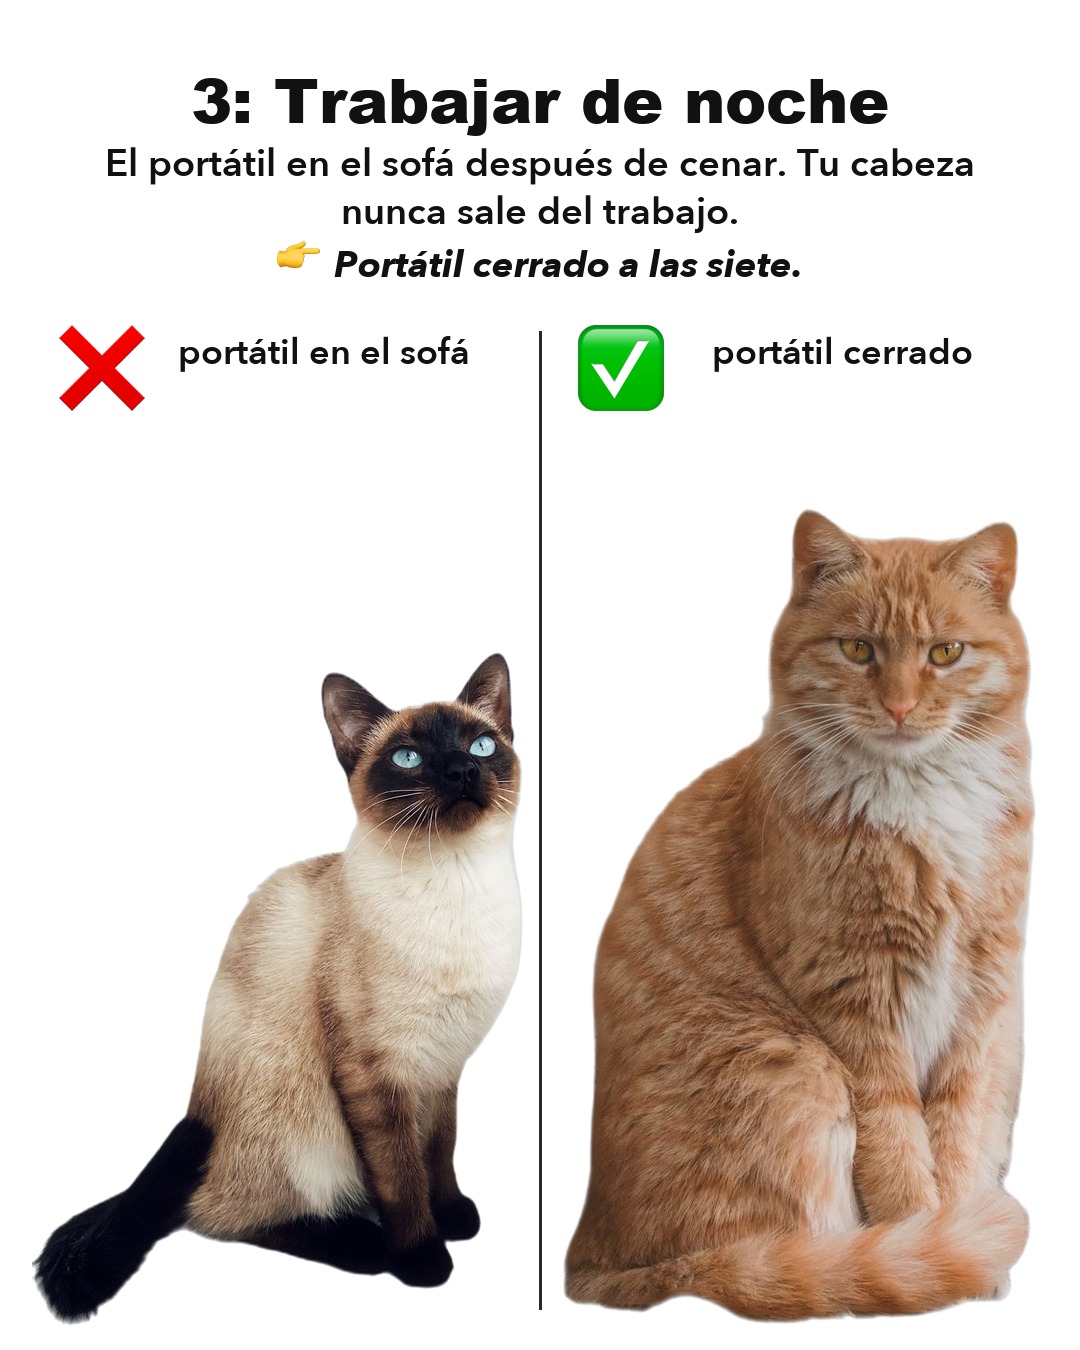 3: Trabajar de noche
El portátil en el sofá después de cenar. Tu cabeza
nunca sale del trabajo.
👉 Portátil cerrado a las siete.
❌ portátil en el sofá
✅ portátil cerrado